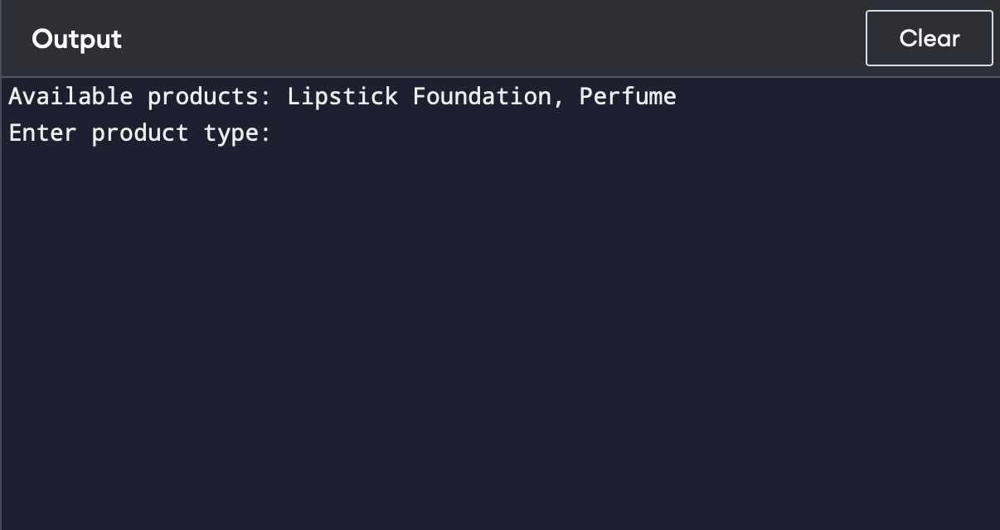 Output
Clear
Available products: Lipstick Foundation, Perfume
Enter product type: